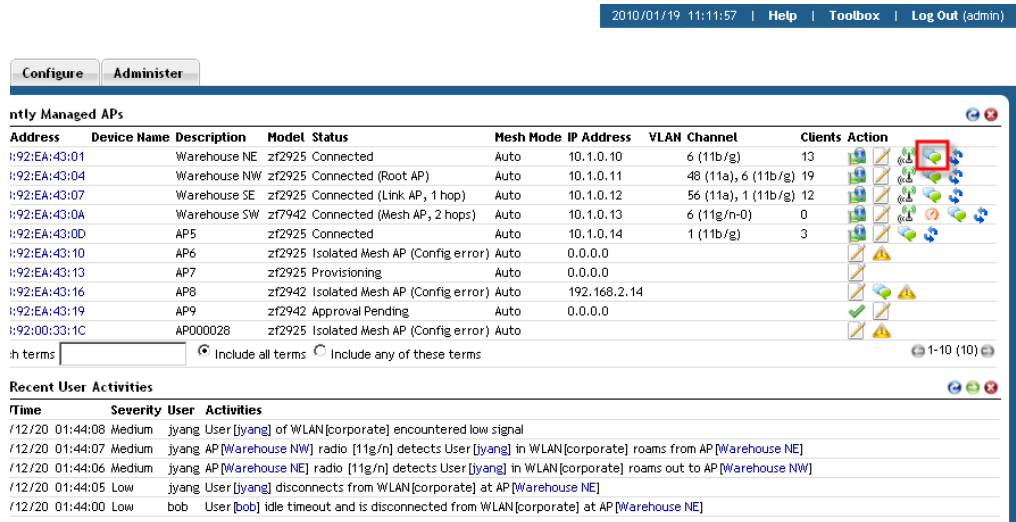 2010/01/19 11:11:57 | Help | Toolbox | Log Out (admin)
Configure Administer
ntly Managed APs
Address Device Name Description Model Status Mesh Mode IP Address VLAN Channel Clients Action
:92:EA:43:01 Warehouse NE zf2925 Connected Auto 10.1.0.10 6 (11b/g) 13
:92:EA:43:04 Warehouse NW zf2925 Connected (Root AP) Auto 10.1.0.11 48 (11a), 6 (11b/g) 19
:92:EA:43:07 Warehouse SE zf2925 Connected (Link AP, 1 hop) Auto 10.1.0.12 56 (11a), 1 (11b/g) 12
:92:EA:43:0A Warehouse SW zf7942 Connected (Mesh AP, 2 hops) Auto 10.1.0.13 6 (11g/n-0) 0
:92:EA:43:0D AP5 zf2925 Connected Auto 10.1.0.14 1 (11b/g) 3
:92:EA:43:10 AP6 zf2925 Isolated Mesh AP (Config error) Auto 0.0.0.0
:92:EA:43:13 AP7 zf2925 Provisioning Auto 0.0.0.0
:92:EA:43:16 AP8 zf2942 Isolated Mesh AP (Config error) Auto 192.168.2.14
:92:EA:43:19 AP9 zf2942 Approval Pending Auto 0.0.0.0
:92:00:33:1C AP000028 zf2925 Isolated Mesh AP (Config error) Auto
ch terms Include all terms Include any of these terms 1-10 (10)
Recent User Activities
/Time Severity User Activities
/12/20 01:44:08 Medium jyang User [jyang] of WLAN[corporate] encountered low signal
/12/20 01:44:07 Medium jyang AP[Warehouse NW] radio [11g/n] detects User[jyang] in WLAN[corporate] roams from AP[Warehouse NE]
/12/20 01:44:06 Medium jyang AP[Warehouse NE] radio [11g/n] detects User[jyang] in WLAN[corporate] roams out to AP[Warehouse NW]
/12/20 01:44:05 Low jyang User[jyang] disconnects from WLAN[corporate] at AP[Warehouse NE]
/12/20 01:44:00 Low bob User[bob] idle timeout and is disconnected from WLAN[corporate] at AP[Warehouse NE]